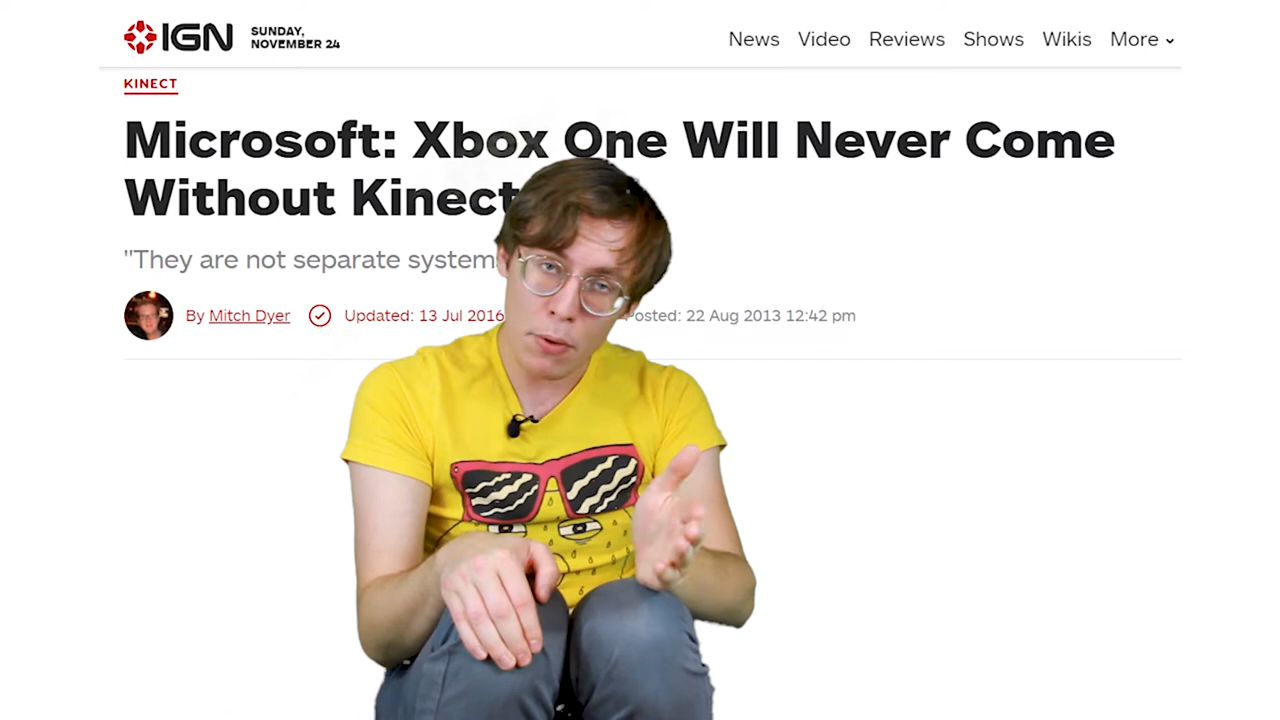 IGN
SUNDAY,
NOVEMBER 24
News Video Reviews Shows Wikis More
KINECT
Microsoft: Xbox One Will Never Come
Without Kinect
"They are not separate system
By Mitch Dyer Updated: 13 Jul 2016 Posted: 22 Aug 2013 12:42 pm